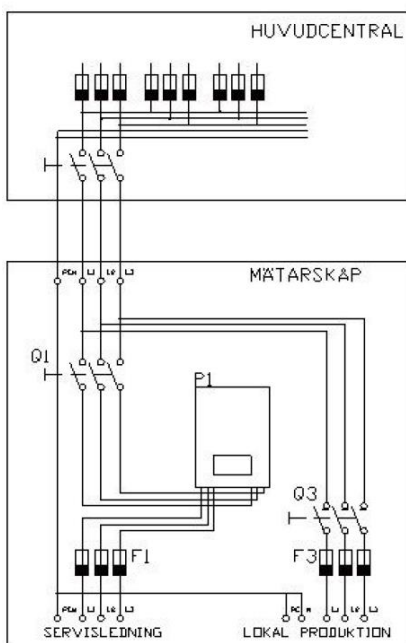 HUVUDCENTRAL
PEN L1 L2 L3
MÄTARSKÅP
Q1
P1
Q3
F1
F3
PEN L1 L2 L3
PE N L1 L2 L3
SERVISLEDNING
LOKAL PRODUKTION